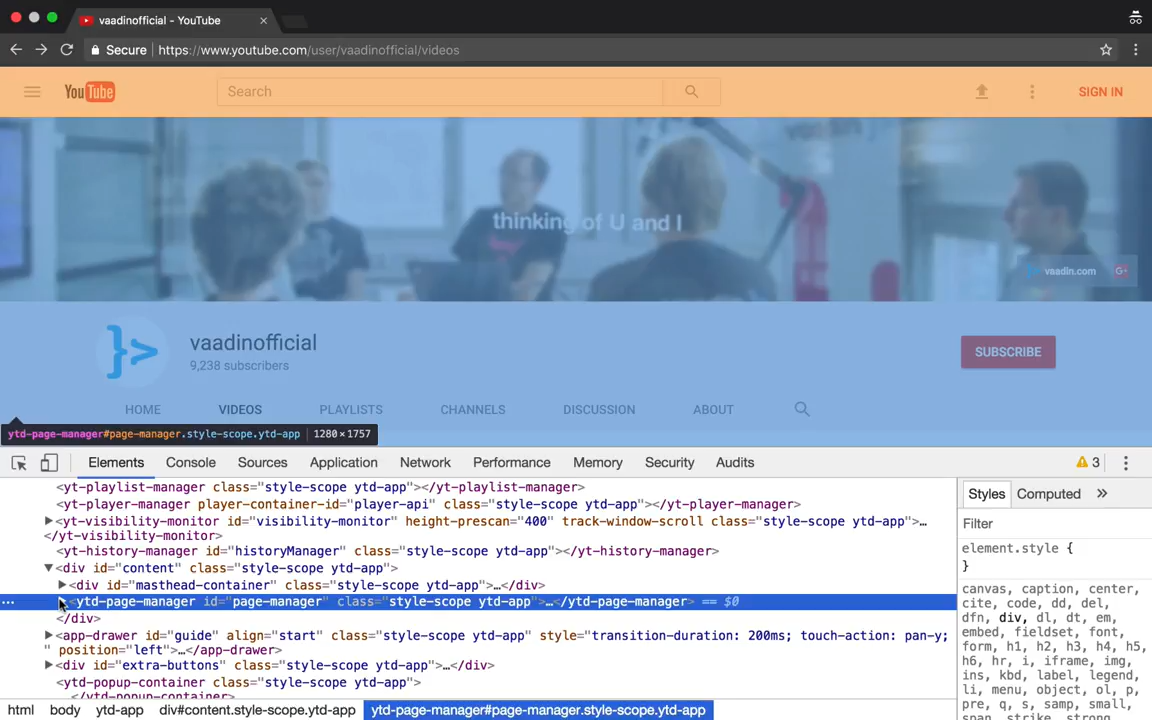 vaadinofficial - YouTube
Secure
https://www.youtube.com/user/vaadinofficial/videos
YouTube
Search
SIGN IN
thinking of U and I
vaadin.com
G+
vaadinofficial
9,238 subscribers
SUBSCRIBE
HOME
VIDEOS
PLAYLISTS
CHANNELS
DISCUSSION
ABOUT
ytd-page-manager#page-manager.style-scope.ytd-app | 1280×1757
Elements
Console
Sources
Application
Network
Performance
Memory
Security
Audits
3
<yt-playlist-manager class="style-scope ytd-app"></yt-playlist-manager>
<yt-player-manager player-container-id="player-api" class="style-scope ytd-app"></yt-player-manager>
<yt-visibility-monitor id="visibility-monitor" height-prescan="400" track-window-scroll class="style-scope ytd-app">…
</yt-visibility-monitor>
<yt-history-manager id="historyManager" class="style-scope ytd-app"></yt-history-manager>
<div id="content" class="style-scope ytd-app">
<div id="masthead-container" class="style-scope ytd-app">…</div>
<ytd-page-manager id="page-manager" class="style-scope ytd-app">…</ytd-page-manager> == $0
</div>
<app-drawer id="guide" align="start" class="style-scope ytd-app" style="transition-duration: 200ms; touch-action: pan-y;
" position="left">…</app-drawer>
<div id="extra-buttons" class="style-scope ytd-app">…</div>
<ytd-popup-container class="style-scope ytd-app">
</ytd-popup-container>
html
body
ytd-app
div#content.style-scope.ytd-app
ytd-page-manager#page-manager.style-scope.ytd-app
Styles
Computed
»
Filter
element.style {
}
canvas, caption, center,
cite, code, dd, del,
dfn, div, dl, dt, em,
embed, fieldset, font,
form, h1, h2, h3, h4, h5,
h6, hr, i, iframe, img,
ins, kbd, label, legend,
li, menu, object, ol, p,
pre, q, s, samp, small,
span, strike, strong,